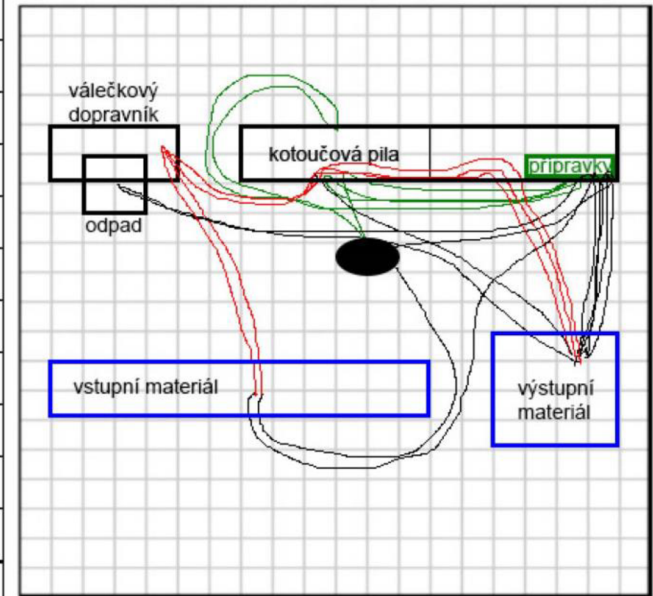 válečkový
dopravník
kotoučová pila
přípravky
odpad
vstupní materiál
výstupní
materiál